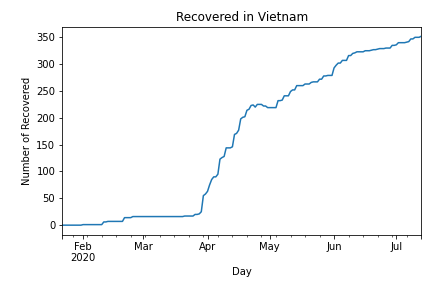 Recovered in Vietnam
Number of Recovered
350
300
250
200
150
100
50
0
Feb
2020
Mar
Apr
May
Jun
Jul
Day